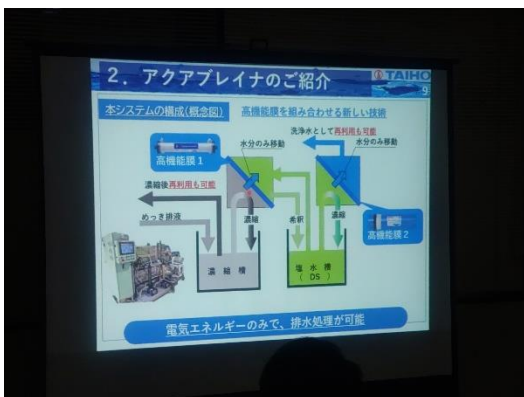 2. アクアブレイナのご紹介
TAIHO
9
本システムの構成(概念図)
高機能膜を組み合わせる新しい技術
洗浄水として再利用も可能
水分のみ移動
水分のみ移動
高機能膜1
濃縮後再利用も可能
濃縮
希釈
濃縮
高機能膜2
めっき排液
濃縮槽
塩水槽
(DS)
電気エネルギーのみで、排水処理が可能